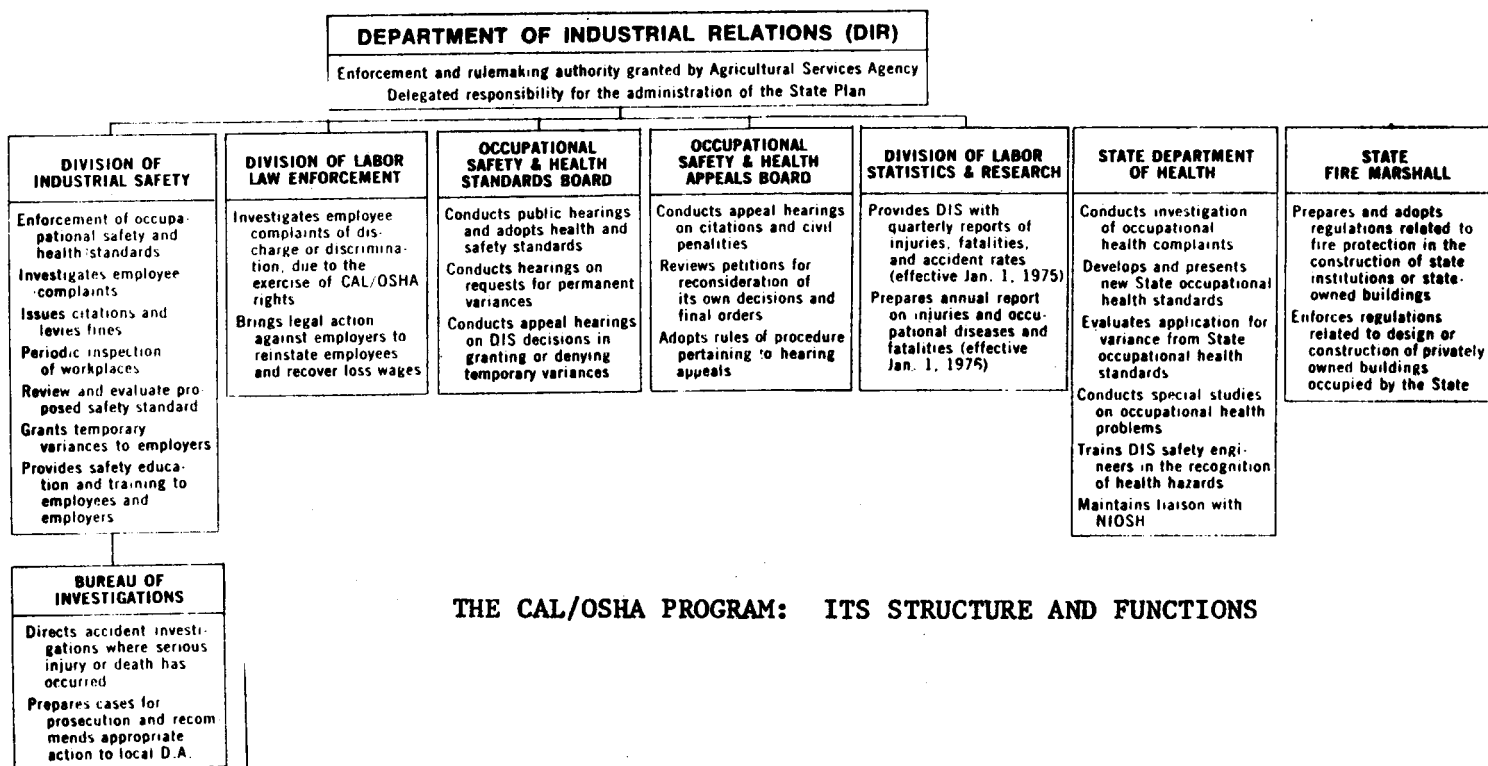 DEPARTMENT OF INDUSTRIAL RELATIONS (DIR)
Enforcement and rulemaking authority granted by Agricultural Services Agency
Delegated responsibility for the administration of the State Plan
DIVISION OF
INDUSTRIAL SAFETY
Enforcement of occupa-
pational safety and
health standards
Investigates employee
complaints
Issues citations and
levies fines
Periodic inspection
of workplaces
Review and evaluate pro-
posed safety standard
Grants temporary
variances to employers
Provides safety educa-
tion and training to
employees and
employers
BUREAU OF
INVESTIGATIONS
Directs accident investi-
gations where serious
injury or death has
occurred
Prepares cases for
prosecution and recom
mends appropriate
action to local D.A.
DIVISION OF LABOR
LAW ENFORCEMENT
Investigates employee
complaints of dis-
charge or discrimina-
tion, due to the
exercise of CAL/OSHA
rights
Brings legal action
against employers to
reinstate employees
and recover loss wages
OCCUPATIONAL
SAFETY & HEALTH
STANDARDS BOARD
Conducts public hearings
and adopts health and
safety standards
Conducts hearings on
requests for permanent
variances
Conducts appeal hearings
on DIS decisions in
granting or denying
temporary variances
OCCUPATIONAL
SAFETY & HEALTH
APPEALS BOARD
Conducts appeal hearings
on citations and civil
penalities
Reviews petitions for
reconsideration of
its own decisions and
final orders
Adopts rules of procedure
pertaining to hearing
appeals
DIVISION OF LABOR
STATISTICS & RESEARCH
Provides DIS with
quarterly reports of
injuries, fatalities,
and accident rates
(effective Jan. 1, 1975)
Prepares annual report
on injuries and occu-
pational diseases and
fatalities (effective
Jan. 1, 1976)
STATE DEPARTMENT
OF HEALTH
Conducts investigation
of occupational
health complaints
Develops and presents
new State occupational
health standards
Evaluates application for
variance from State
occupational health
standards
Conducts special studies
on occupational health
problems
Trains DIS safety engi-
neers in the recognition
of health hazards
Maintains liaison with
NIOSH
STATE
FIRE MARSHALL
Prepares and adopts
regulations related to
fire protection in the
construction of state
institutions or state-
owned buildings
Enforces regulations
related to design or
construction of privately
owned buildings
occupied by the State
THE CAL/OSHA PROGRAM: ITS STRUCTURE AND FUNCTIONS